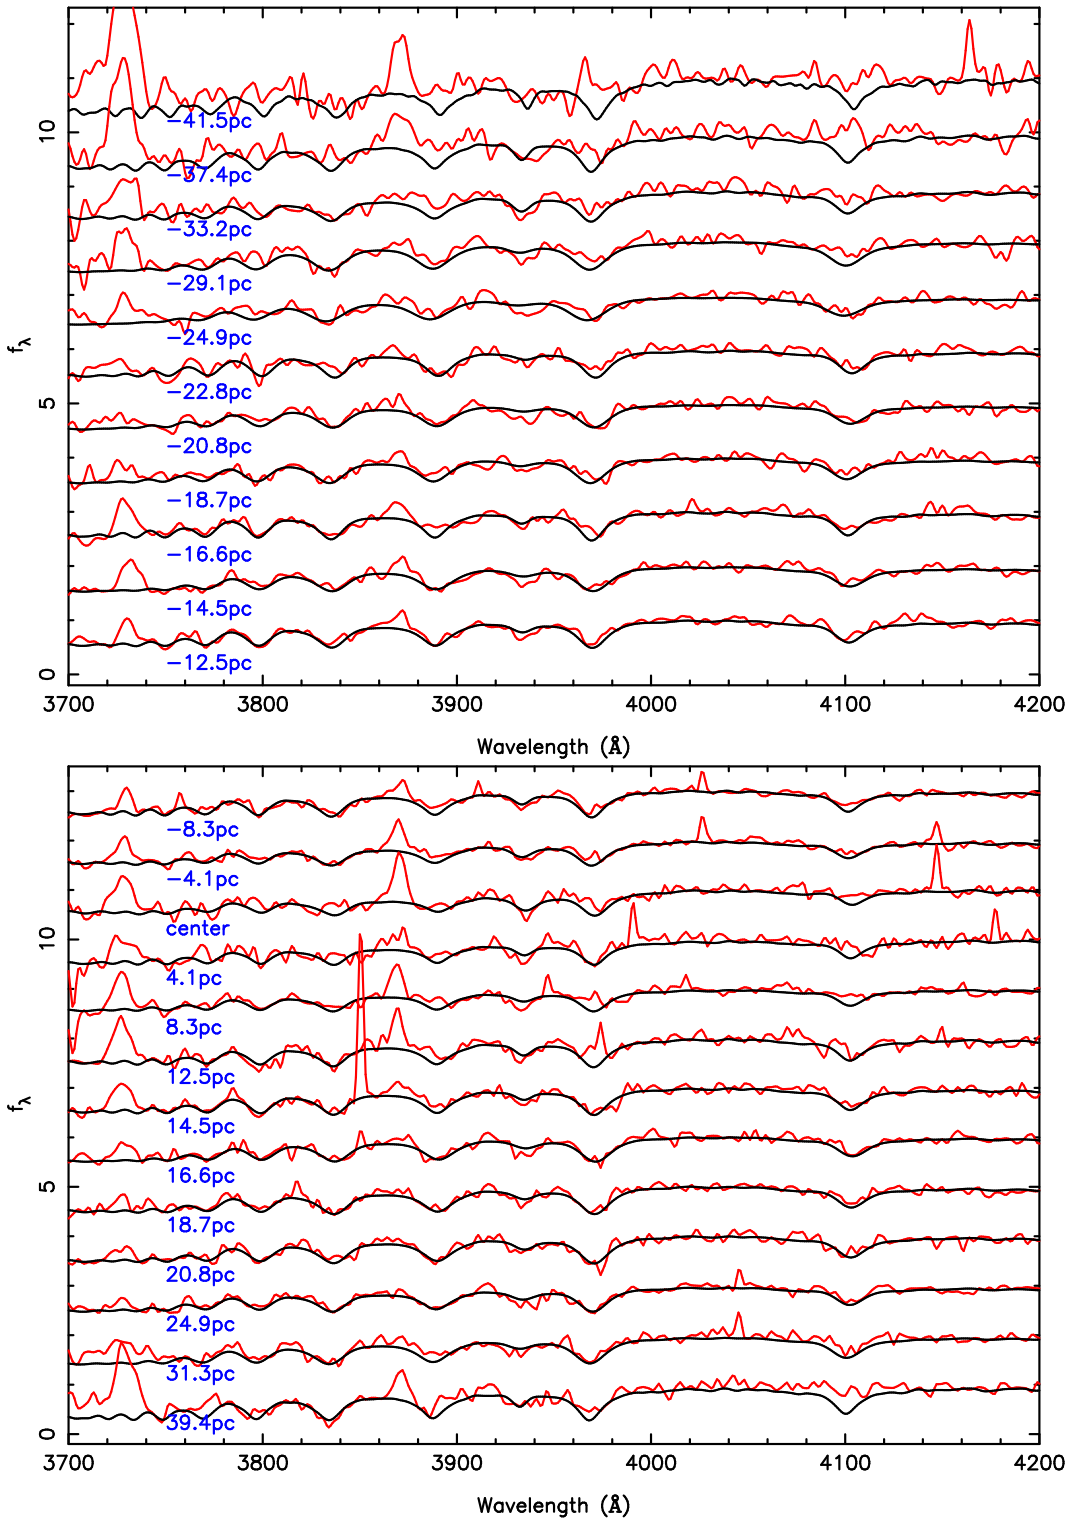 10
5
0
fλ
−41.5pc
−37.4pc
−33.2pc
−29.1pc
−24.9pc
−22.8pc
−20.8pc
−18.7pc
−16.6pc
−14.5pc
−12.5pc
3700 3800 3900 4000 4100 4200
Wavelength (Å)
10
5
0
fλ
−8.3pc
−4.1pc
center
4.1pc
8.3pc
12.5pc
14.5pc
16.6pc
18.7pc
20.8pc
24.9pc
31.3pc
39.4pc
3700 3800 3900 4000 4100 4200
Wavelength (Å)